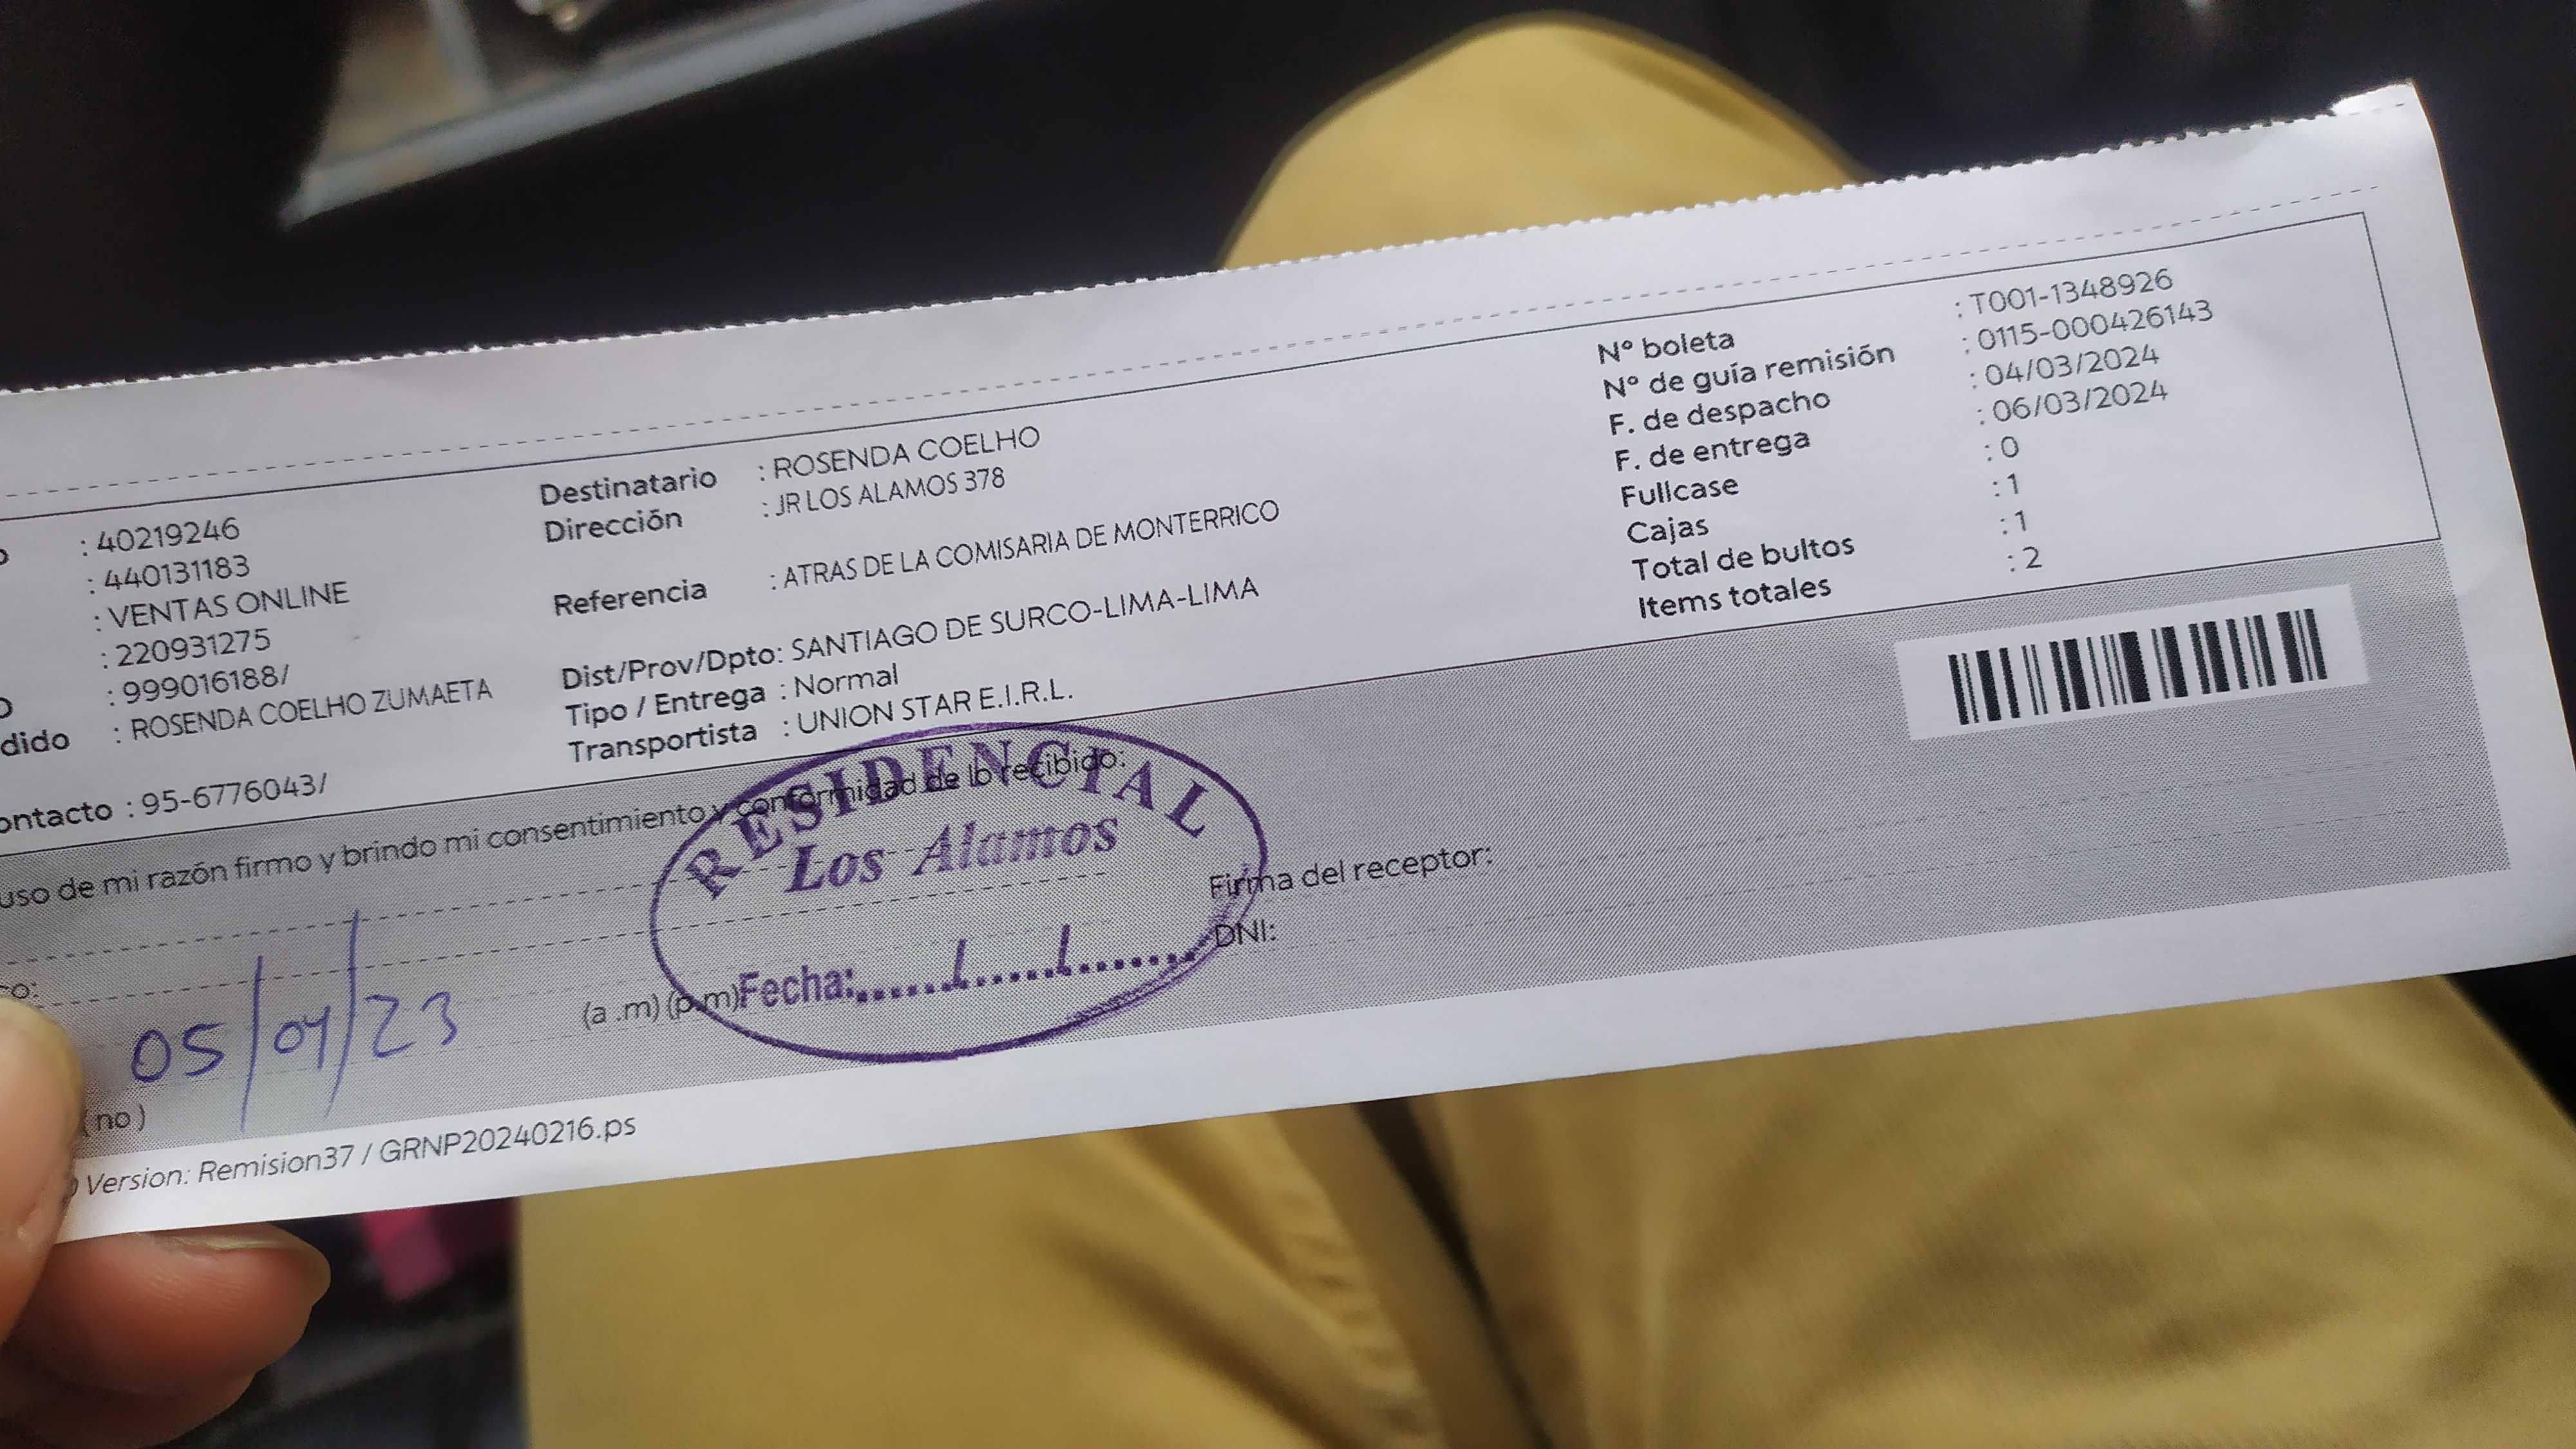 : 40219246
: 440131183
: VENTAS ONLINE
: 220931275
: 999016188/
dido : ROSENDA COELHO ZUMAETA
ontacto : 95-6776043/
Destinatario : ROSENDA COELHO
Dirección : JR LOS ALAMOS 378
Referencia : ATRAS DE LA COMISARIA DE MONTERRICO
Dist/Prov/Dpto: SANTIAGO DE SURCO-LIMA-LIMA
Tipo / Entrega : Normal
Transportista : UNION STAR E.I.R.L.
Nº boleta : T001-1348926
Nº de guía remisión : 0115-000426143
F. de despacho : 04/03/2024
F. de entrega : 06/03/2024
Fullcase : 0
Cajas : 1
Total de bultos : 1
Items totales : 2
uso de mi razón firmo y brindo mi consentimiento y conformidad de lo recibido:
RESIDENCIAL
Los Alamos
Fecha:....../....../........
Firma del receptor:
DNI:
ro:
05/04/23
(a .m) (p.m)
(no)
Version: Remision37 / GRNP20240216.ps